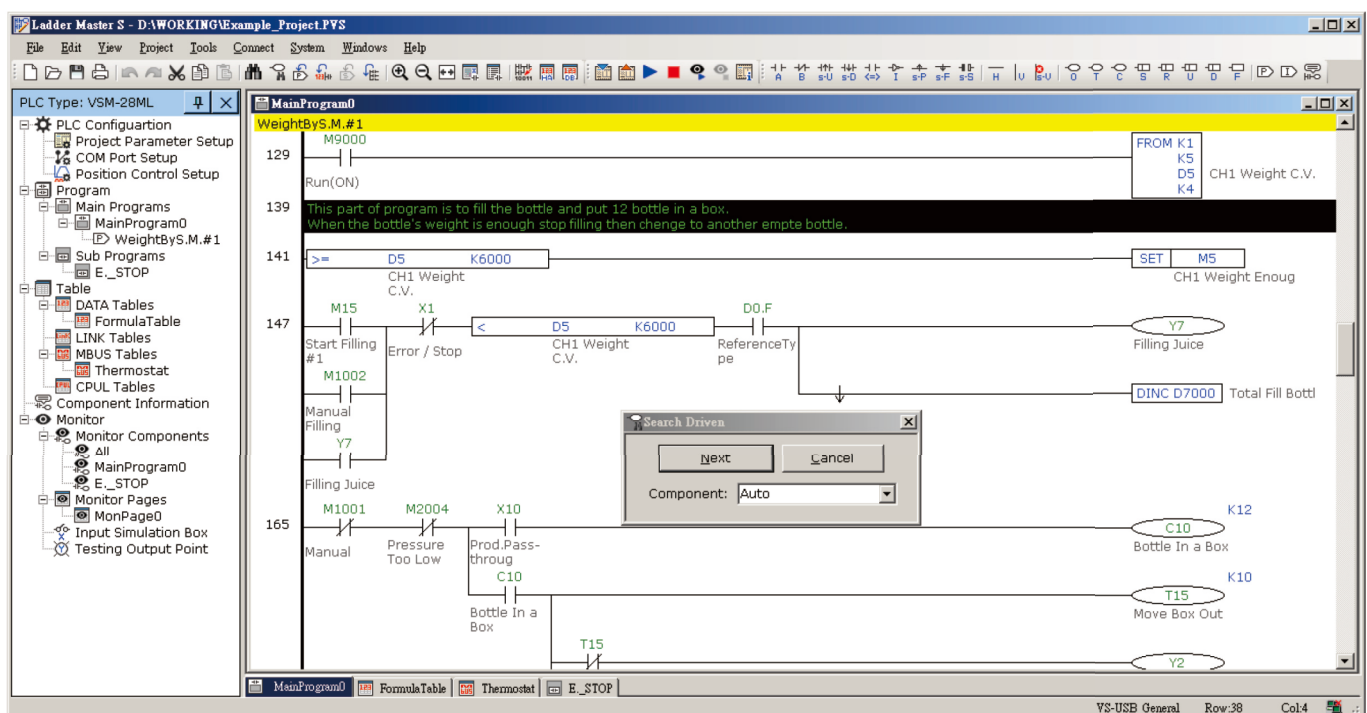 Ladder Master S - D:\WORKING\Example_Project.PVS
File Edit View Project Tools Connect System Windows Help
PLC Type: VSM-28ML
PLC Configuartion
Project Parameter Setup
COM Port Setup
Position Control Setup
Program
Main Programs
MainProgram0
WeightByS.M.#1
Sub Programs
E._STOP
Table
DATA Tables
FormulaTable
LINK Tables
MBUS Tables
Thermostat
CPUL Tables
Component Information
Monitor
Monitor Components
All
MainProgram0
E._STOP
Monitor Pages
MonPage0
Input Simulation Box
Testing Output Point
MainProgram0
WeightByS.M.#1
M9000
129
Run(ON)
FROM K1
K5
D5 CH1 Weight C.V.
K4
139 This part of program is to fill the bottle and put 12 bottle in a box.
When the bottle's weight is enough stop filling then chenge to another empte bottle.
141 >= D5 K6000 SET M5
CH1 Weight CH1 Weight Enoug
C.V.
M15 X1 D0.F
147 < D5 K6000 Y7
Start Filling Error / Stop CH1 Weight ReferenceTy Filling Juice
#1 C.V. pe
M1002
DINC D7000 Total Fill Bottl
Manual
Filling
Y7
Filling Juice
Search Driven
Next Cancel
Component: Auto
M1001 M2004 X10 K12
165 C10
Manual Pressure Prod.Pass- Bottle In a Box
Too Low throug
C10 K10
T15
Bottle In a Move Box Out
Box
T15
Y2
MainProgram0 FormulaTable Thermostat E._STOP
VS-USB General Row:38 Col:4